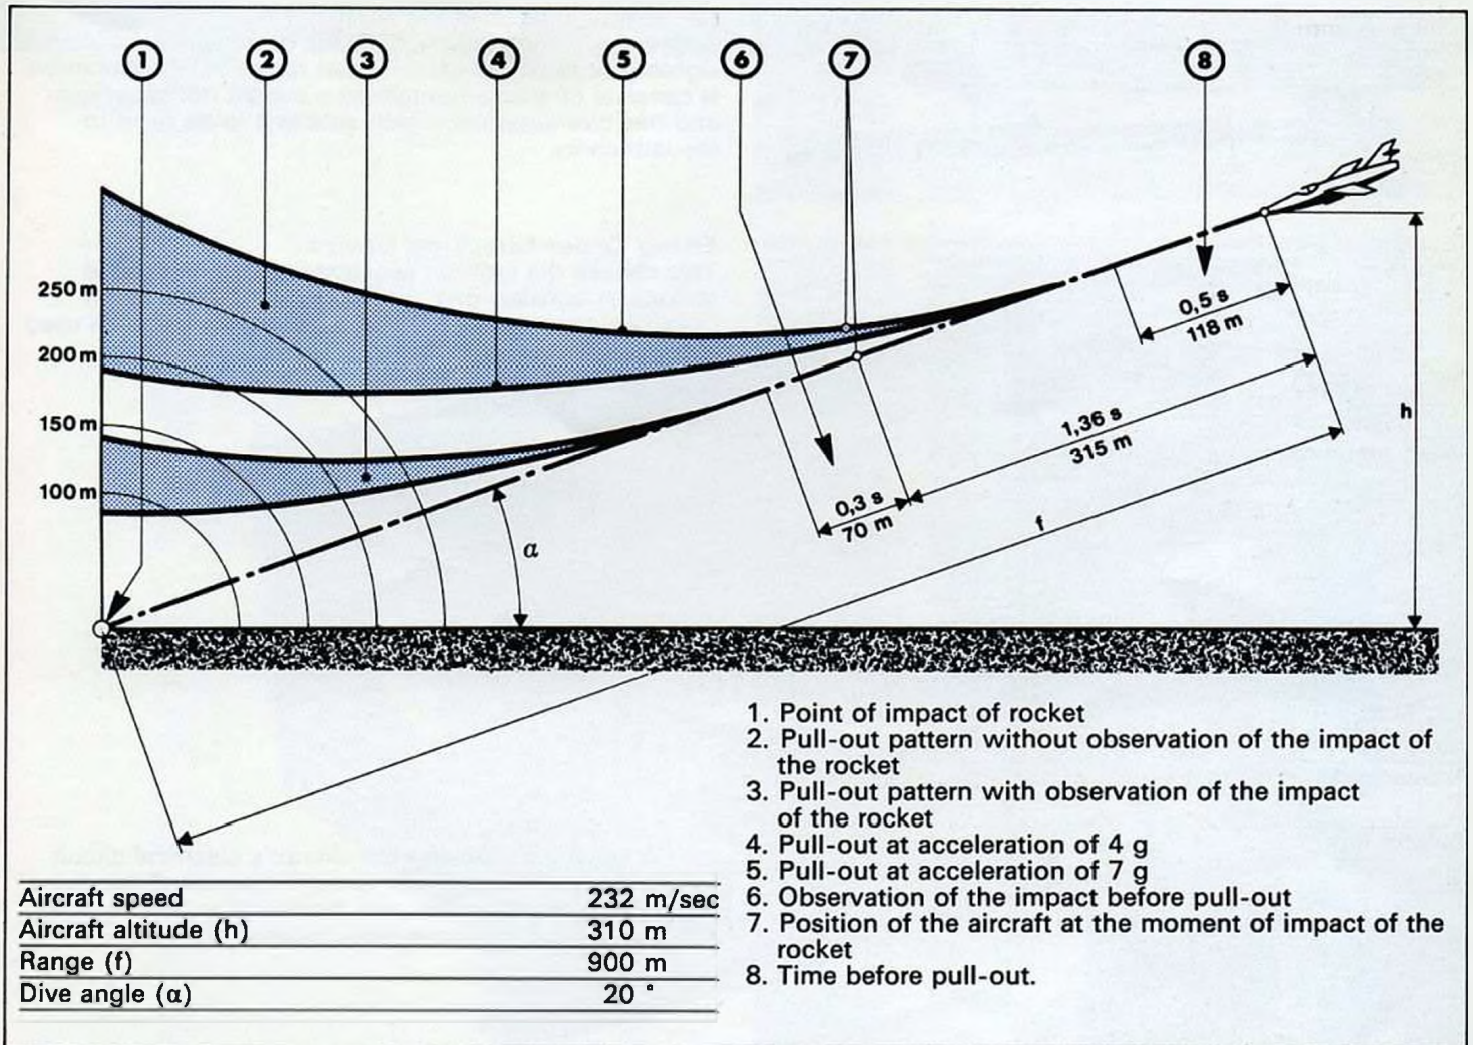 1 2 3 4 5 6 7 8
250 m
200 m
150 m
100 m
0,5 s
118 m
1,36 s
315 m
0,3 s
70 m
h
f
α
1. Point of impact of rocket
2. Pull-out pattern without observation of the impact of
the rocket
3. Pull-out pattern with observation of the impact
of the rocket
4. Pull-out at acceleration of 4 g
5. Pull-out at acceleration of 7 g
6. Observation of the impact before pull-out
7. Position of the aircraft at the moment of impact of the
rocket
8. Time before pull-out.
Aircraft speed 232 m/sec
Aircraft altitude (h) 310 m
Range (f) 900 m
Dive angle (α) 20 °